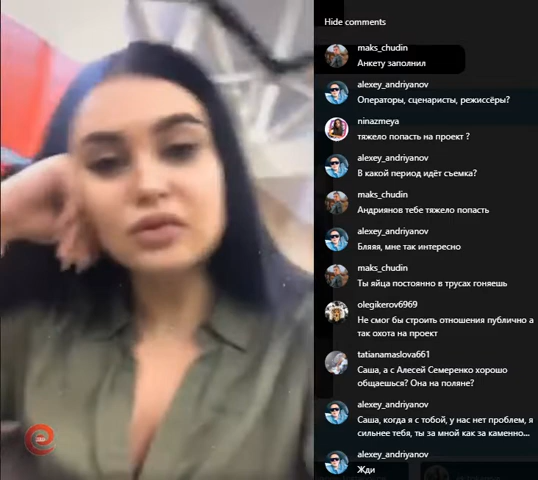 Hide comments
maks_chudin
Анкету заполнил
alexey_andriyanov
Операторы, сценаристы, режиссёры?
ninazmeya
тяжело попасть на проект ?
alexey_andriyanov
В какой период идёт съемка?
maks_chudin
Андриянов тебе тяжело попасть
alexey_andriyanov
Бляяя, мне так интересно
maks_chudin
Ты яйца постоянно в трусах гоняешь
olegikerov6969
Не смог бы строить отношения публично а
так охота на проект
tatianamaslova661
Саша, а с Алесей Семеренко хорошо
общаешься? Она на поляне?
alexey_andriyanov
Саша, когда я с тобой, у нас нет проблем, я
сильнее тебя, ты за мной как за каменно...
alexey_andriyanov
Жди